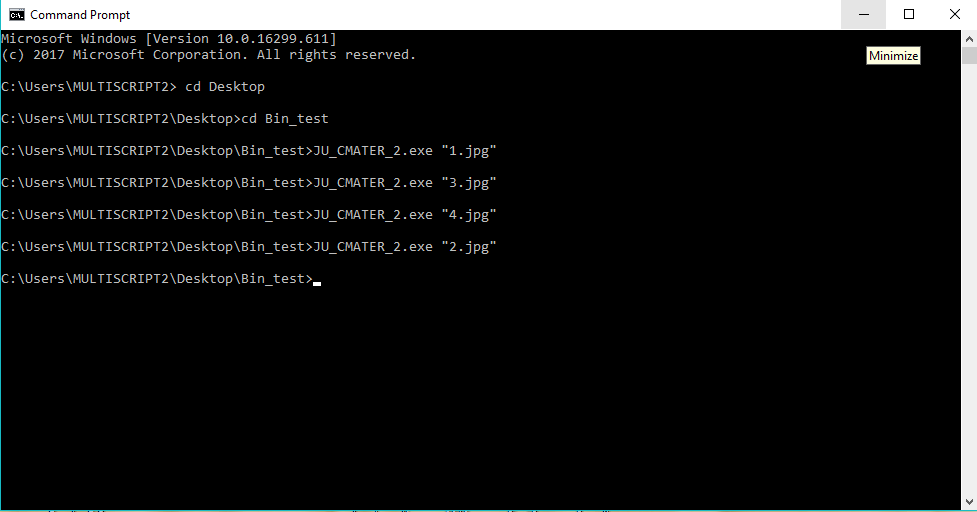 Command Prompt
Microsoft Windows [Version 10.0.16299.611]
(c) 2017 Microsoft Corporation. All rights reserved.
Minimize
C:\Users\MULTISCRIPT2> cd Desktop
C:\Users\MULTISCRIPT2\Desktop>cd Bin_test
C:\Users\MULTISCRIPT2\Desktop\Bin_test>JU_CMATER_2.exe "1.jpg"
C:\Users\MULTISCRIPT2\Desktop\Bin_test>JU_CMATER_2.exe "3.jpg"
C:\Users\MULTISCRIPT2\Desktop\Bin_test>JU_CMATER_2.exe "4.jpg"
C:\Users\MULTISCRIPT2\Desktop\Bin_test>JU_CMATER_2.exe "2.jpg"
C:\Users\MULTISCRIPT2\Desktop\Bin_test>